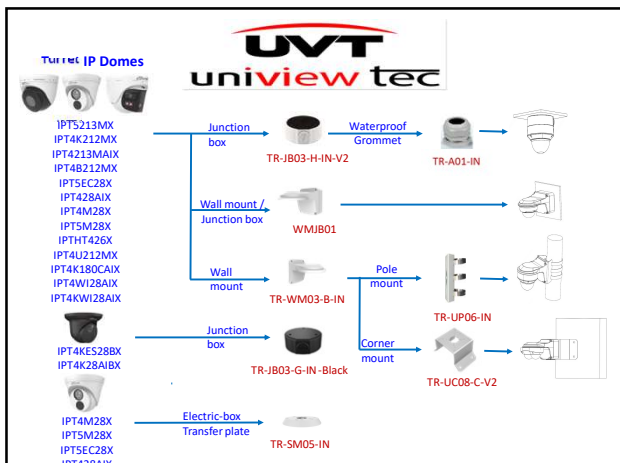 UVT
uniview tec
Turret IP Domes
IPT5213MX
IPT4K212MX
IPT4213MAIX
IPT4B212MX
IPT5EC28X
IPT428AIX
IPT4M28X
IPT5M28X
IPTHT426X
IPT4U212MX
IPT4K180CAIX
IPT4WI28AIX
IPT4KWI28AIX
Junction
box
TR-JB03-H-IN-V2
Waterproof
Grommet
TR-A01-IN
Wall mount /
Junction box
WMJB01
Wall
mount
TR-WM03-B-IN
Pole
mount
TR-UP06-IN
Corner
mount
TR-UC08-C-V2
IPT4KES28BX
IPT4K28AIBX
Junction
box
TR-JB03-G-IN-Black
IPT4M28X
IPT5M28X
IPT5EC28X
IPT428AIX
Electric-box
Transfer plate
TR-SM05-IN